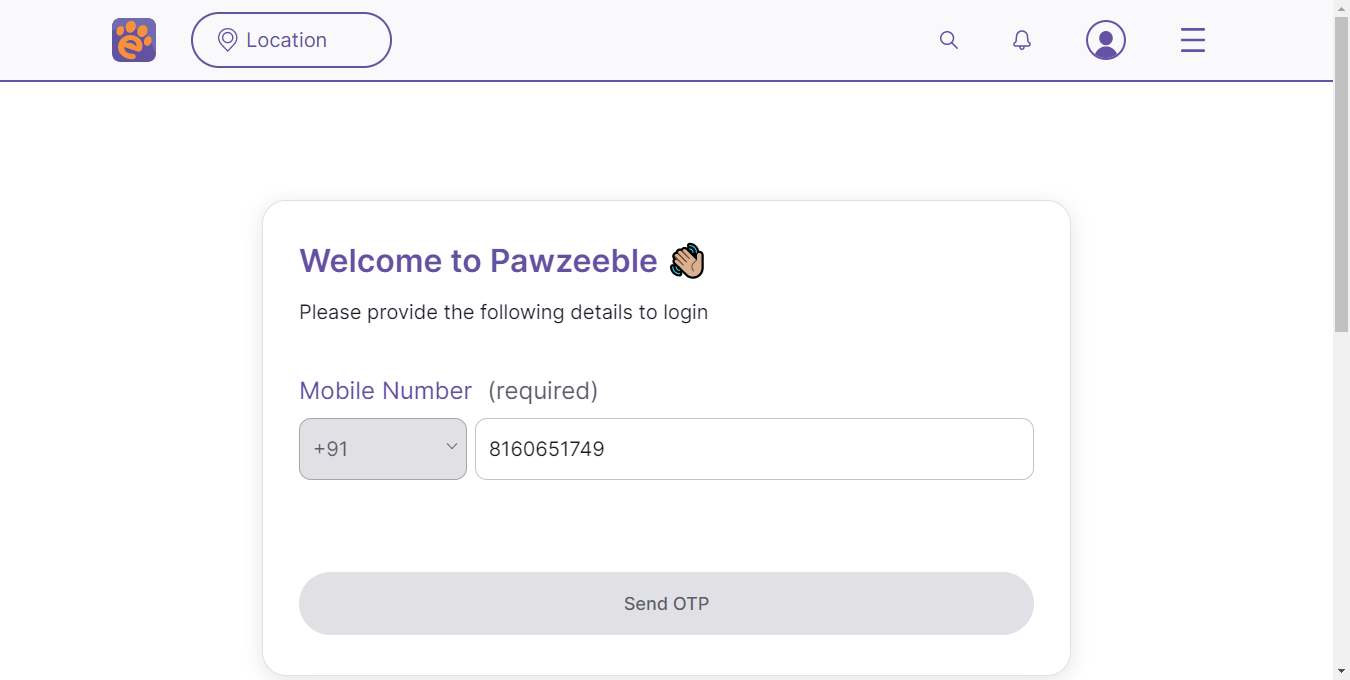 Location
Welcome to Pawzeeble
Please provide the following details to login
Mobile Number (required)
+91 8160651749
Send OTP